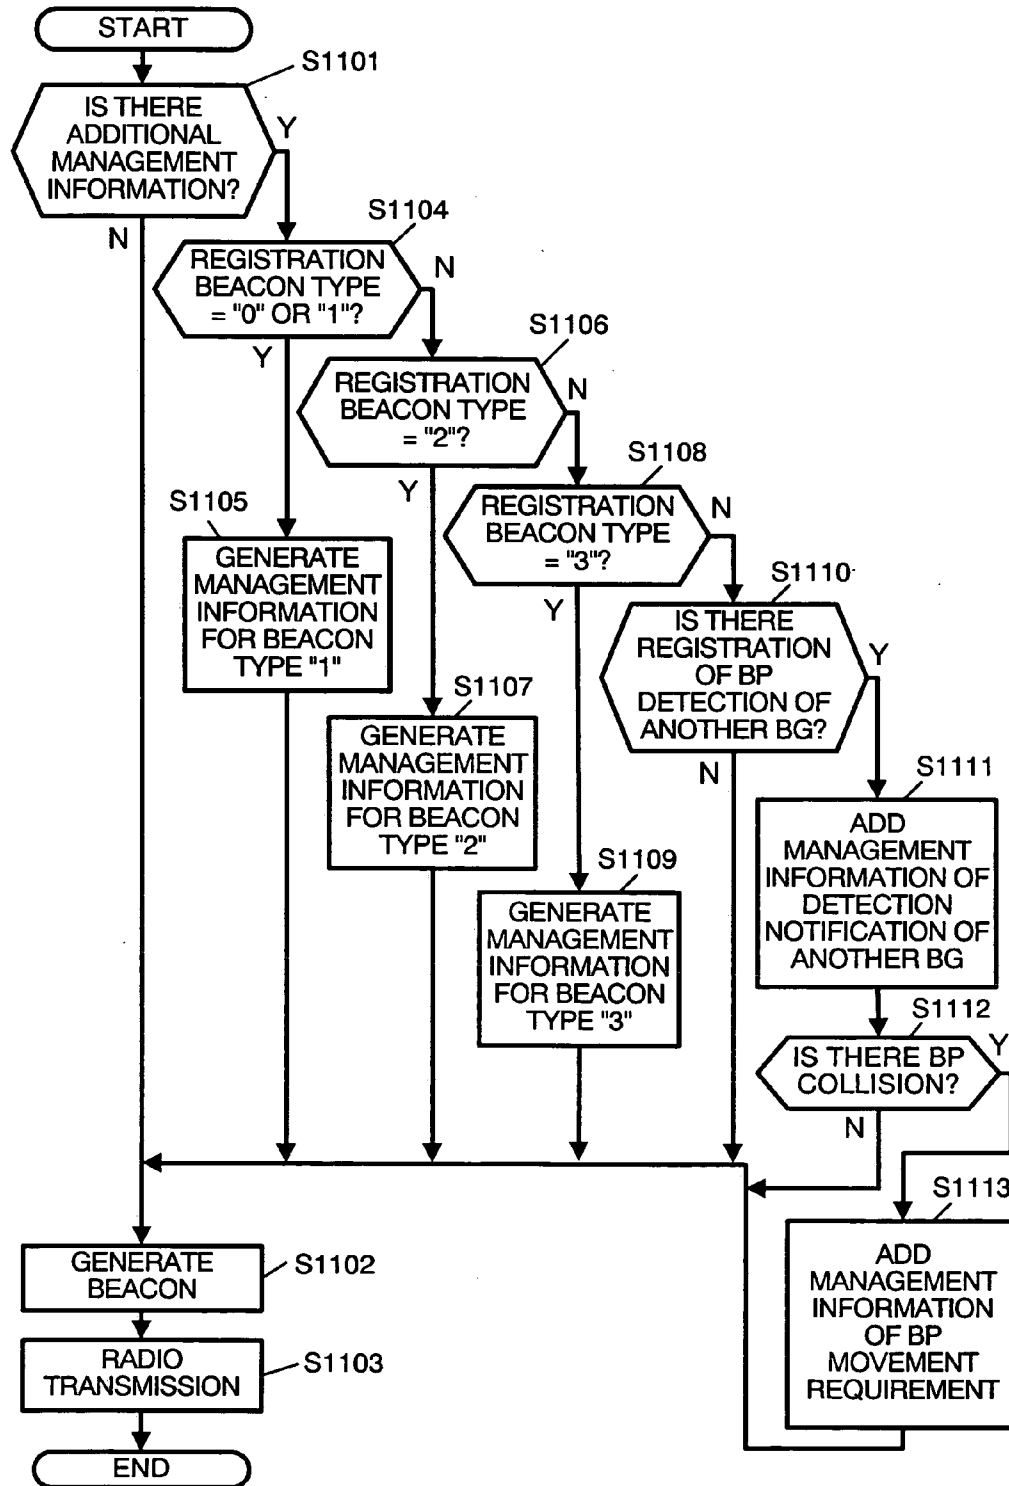 START
S1101
IS THERE
ADDITIONAL
MANAGEMENT
INFORMATION?
Y
N
S1104
REGISTRATION
BEACON TYPE
= "0" OR "1"?
N
Y
S1106
REGISTRATION
BEACON TYPE
= "2"?
N
Y
S1108
REGISTRATION
BEACON TYPE
= "3"?
N
Y
S1105
GENERATE
MANAGEMENT
INFORMATION
FOR BEACON
TYPE "1"
S1110
IS THERE
REGISTRATION
OF BP
DETECTION OF
ANOTHER BG?
Y
N
S1107
GENERATE
MANAGEMENT
INFORMATION
FOR BEACON
TYPE "2"
S1111
ADD
MANAGEMENT
INFORMATION OF
DETECTION
NOTIFICATION OF
ANOTHER BG
S1109
GENERATE
MANAGEMENT
INFORMATION
FOR BEACON
TYPE "3"
S1112
IS THERE BP
COLLISION?
Y
N
S1113
ADD
MANAGEMENT
INFORMATION
OF BP
MOVEMENT
REQUIREMENT
GENERATE
BEACON
S1102
RADIO
TRANSMISSION
S1103
END